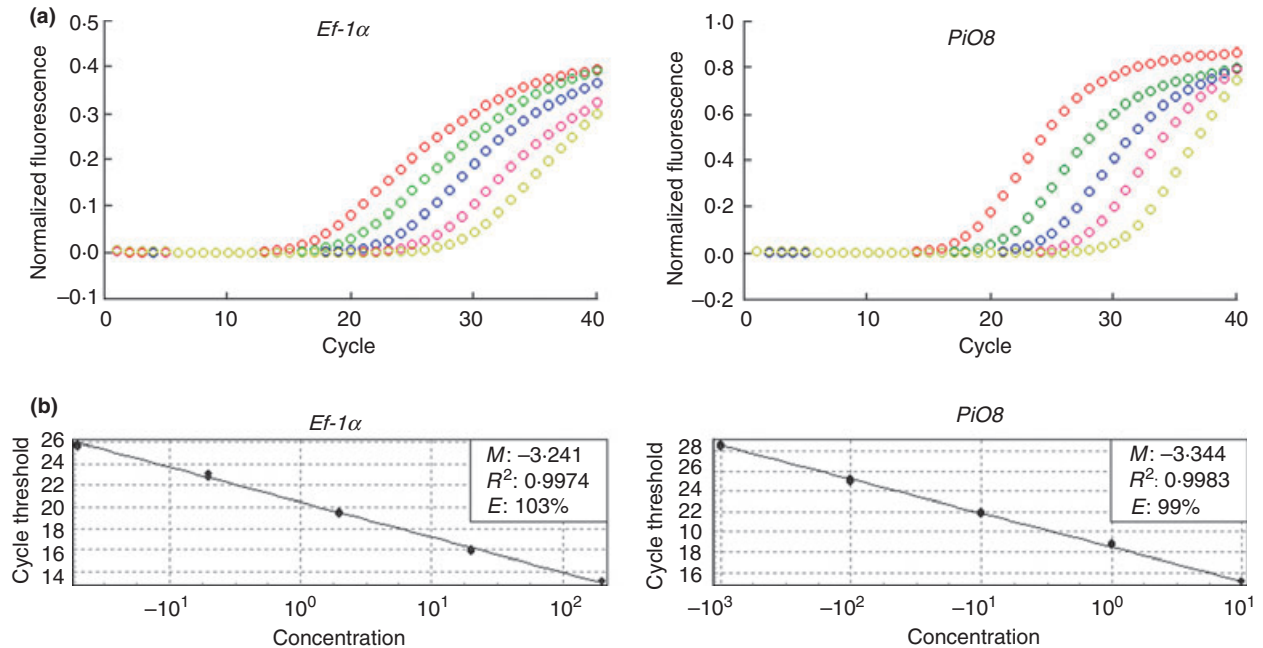 (a)
Ef-1α
Normalized fluorescence
0·5
0·4
0·3
0·2
0·1
0·0
–0·1
0
10
20
30
40
Cycle
PiO8
Normalized fluorescence
1·0
0·8
0·6
0·4
0·2
0·0
–0·2
0
10
20
30
40
Cycle
(b)
Ef-1α
Cycle threshold
26
24
22
20
18
16
14
M: –3·241
R²: 0·9974
E: 103%
–10¹
10⁰
10¹
10²
Concentration
PiO8
Cycle threshold
28
26
24
22
10
18
16
M: –3·344
R²: 0·9983
E: 99%
–10³
–10²
–10¹
10⁰
10¹
Concentration